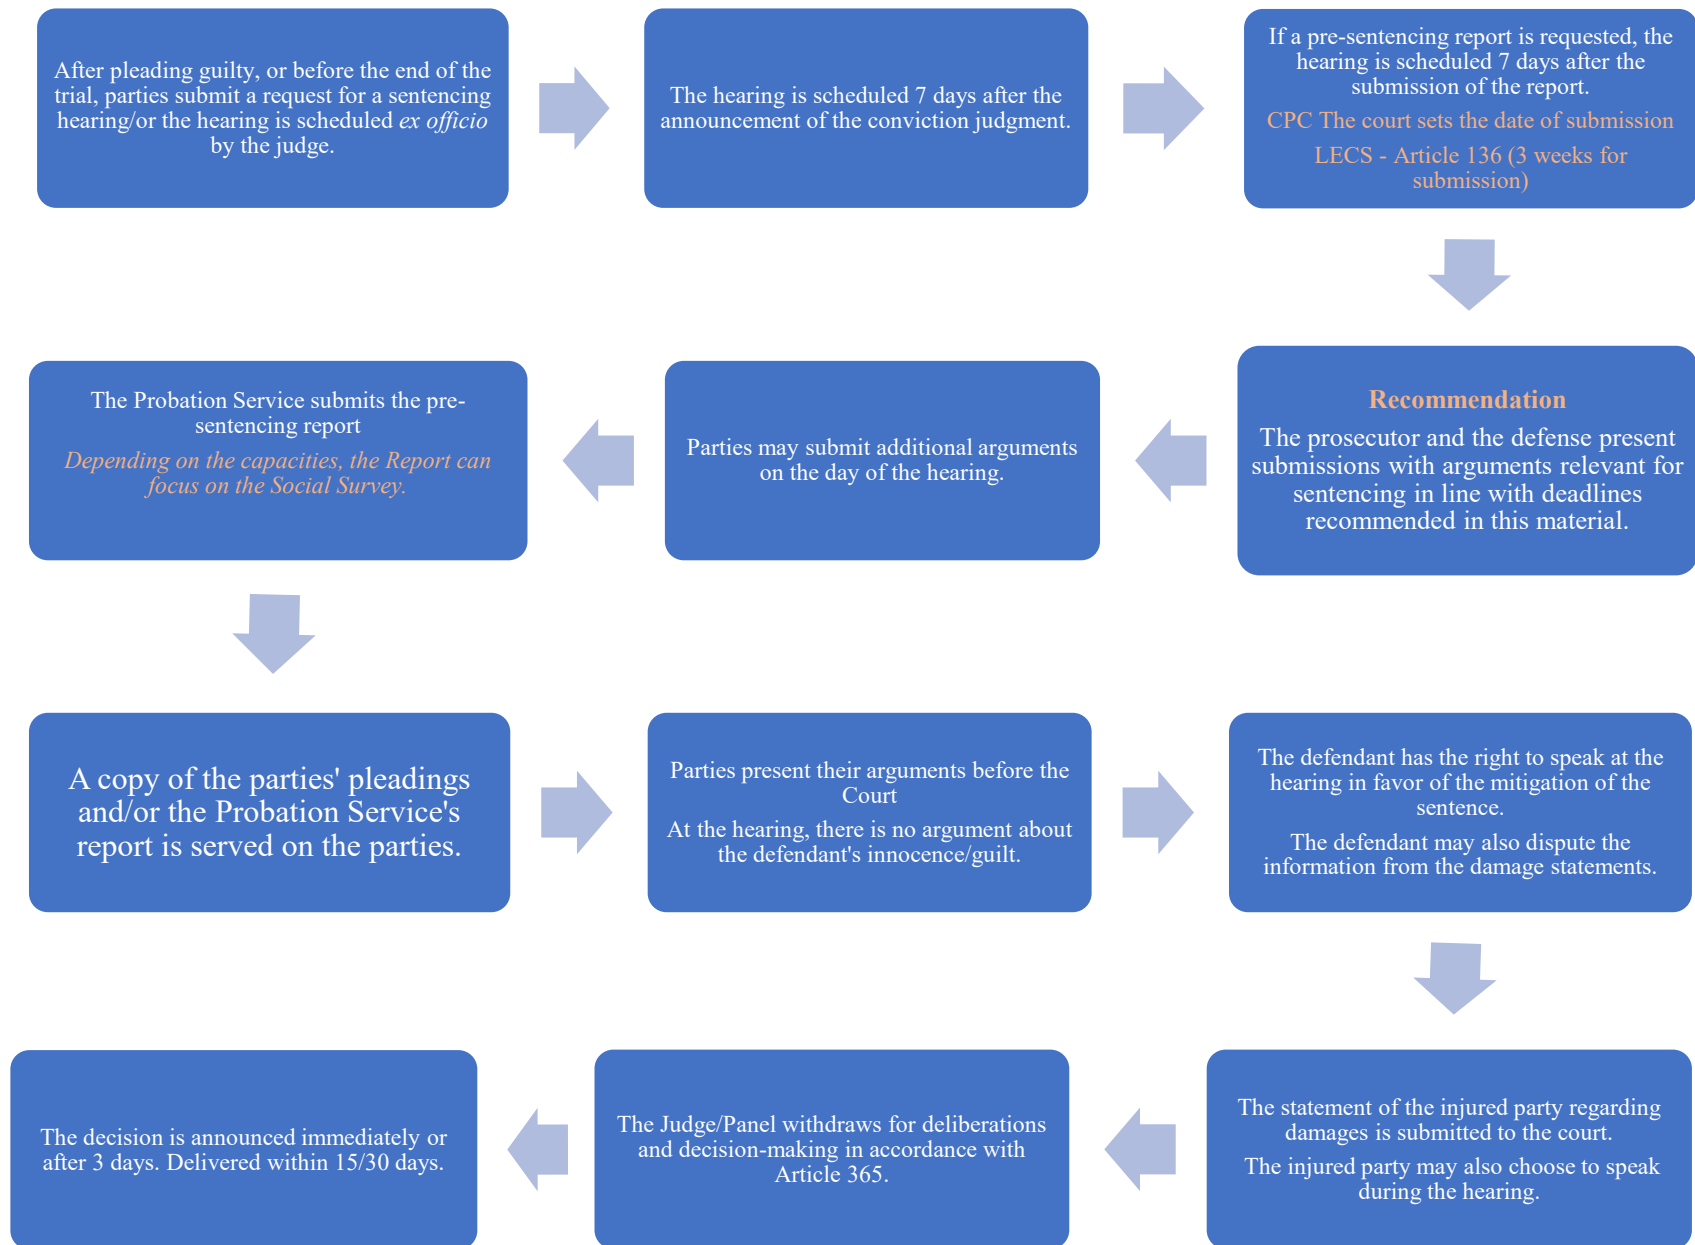 After pleading guilty, or before the end of the
trial, parties submit a request for a sentencing
hearing/or the hearing is scheduled ex officio
by the judge.
The hearing is scheduled 7 days after the
announcement of the conviction judgment.
If a pre-sentencing report is requested, the
hearing is scheduled 7 days after the
submission of the report.
CPC The court sets the date of submission
LECS - Article 136 (3 weeks for
submission)
Recommendation
The prosecutor and the defense present
submissions with arguments relevant for
sentencing in line with deadlines
recommended in this material.
Parties may submit additional arguments
on the day of the hearing.
The Probation Service submits the pre-
sentencing report
Depending on the capacities, the Report can
focus on the Social Survey.
A copy of the parties' pleadings
and/or the Probation Service's
report is served on the parties.
Parties present their arguments before the
Court
At the hearing, there is no argument about
the defendant's innocence/guilt.
The defendant has the right to speak at the
hearing in favor of the mitigation of the
sentence.
The defendant may also dispute the
information from the damage statements.
The statement of the injured party regarding
damages is submitted to the court.
The injured party may also choose to speak
during the hearing.
The Judge/Panel withdraws for deliberations
and decision-making in accordance with
Article 365.
The decision is announced immediately or
after 3 days. Delivered within 15/30 days.